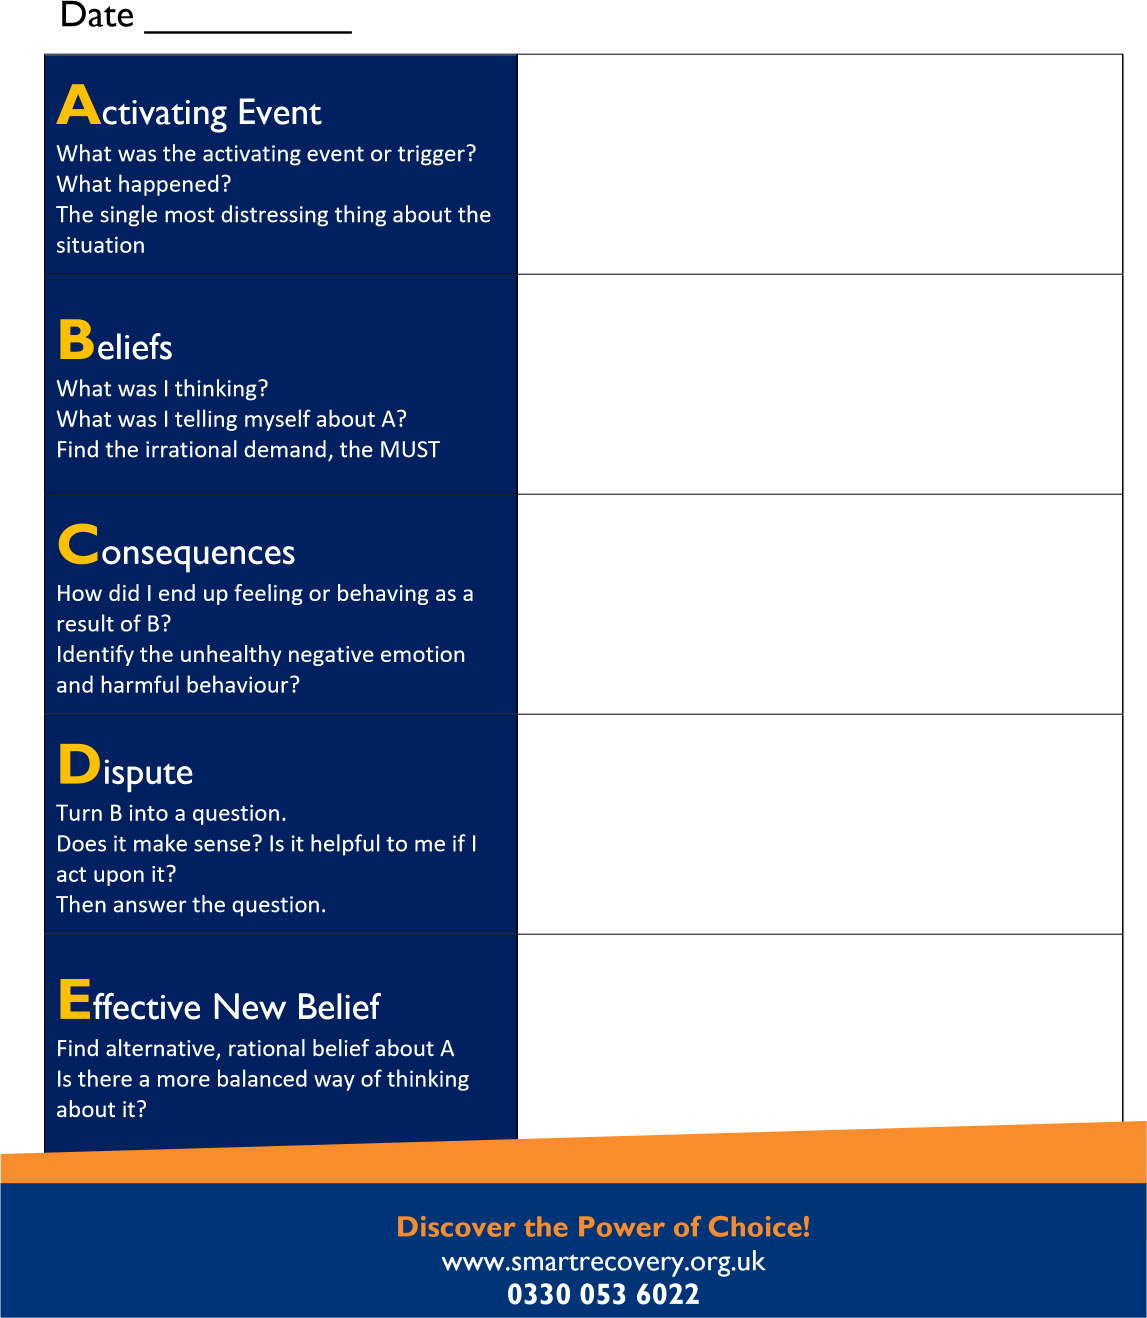 Date
Activating Event
What was the activating event or trigger?
What happened?
The single most distressing thing about the
situation
Beliefs
What was I thinking?
What was I telling myself about A?
Find the irrational demand, the MUST
Consequences
How did I end up feeling or behaving as a
result of B?
Identify the unhealthy negative emotion
and harmful behaviour?
Dispute
Turn B into a question.
Does it make sense? Is it helpful to me if I
act upon it?
Then answer the question.
Effective New Belief
Find alternative, rational belief about A
Is there a more balanced way of thinking
about it?
Discover the Power of Choice!
www.smartrecovery.org.uk
0330 053 6022